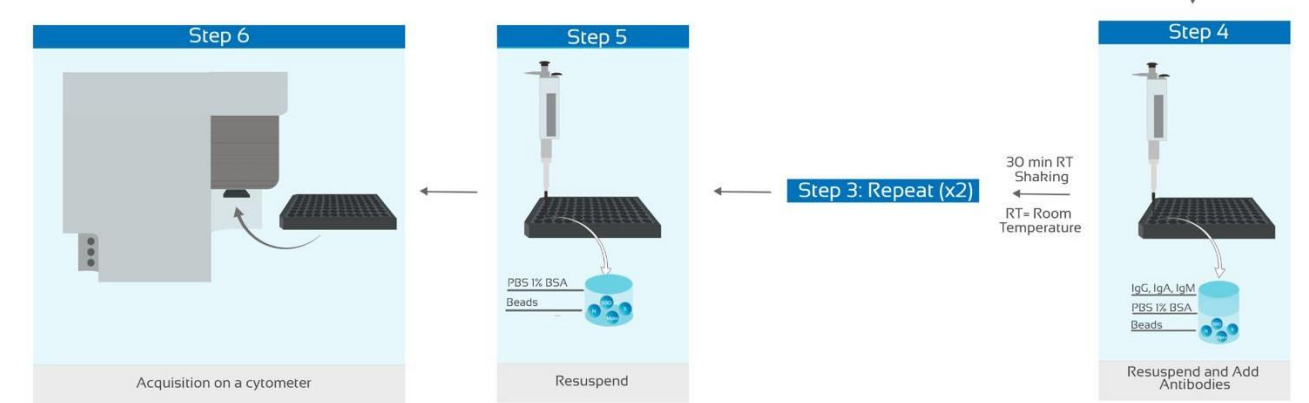 Step 6
Acquisition on a cytometer
Step 5
PBS 1% BSA
Beads
N
S
Resuspend
Step 3: Repeat (x2)
30 min RT
Shaking
RT= Room
Temperature
Step 4
IgG, IgA, IgM
PBS 1% BSA
Beads
Resuspend and Add
Antibodies